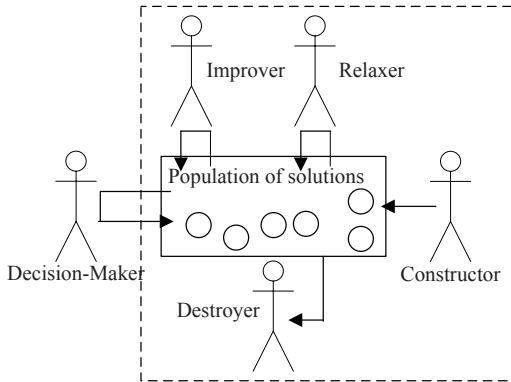 Improver
Relaxer
Population of solutions
Decision-Maker
Constructor
Destroyer